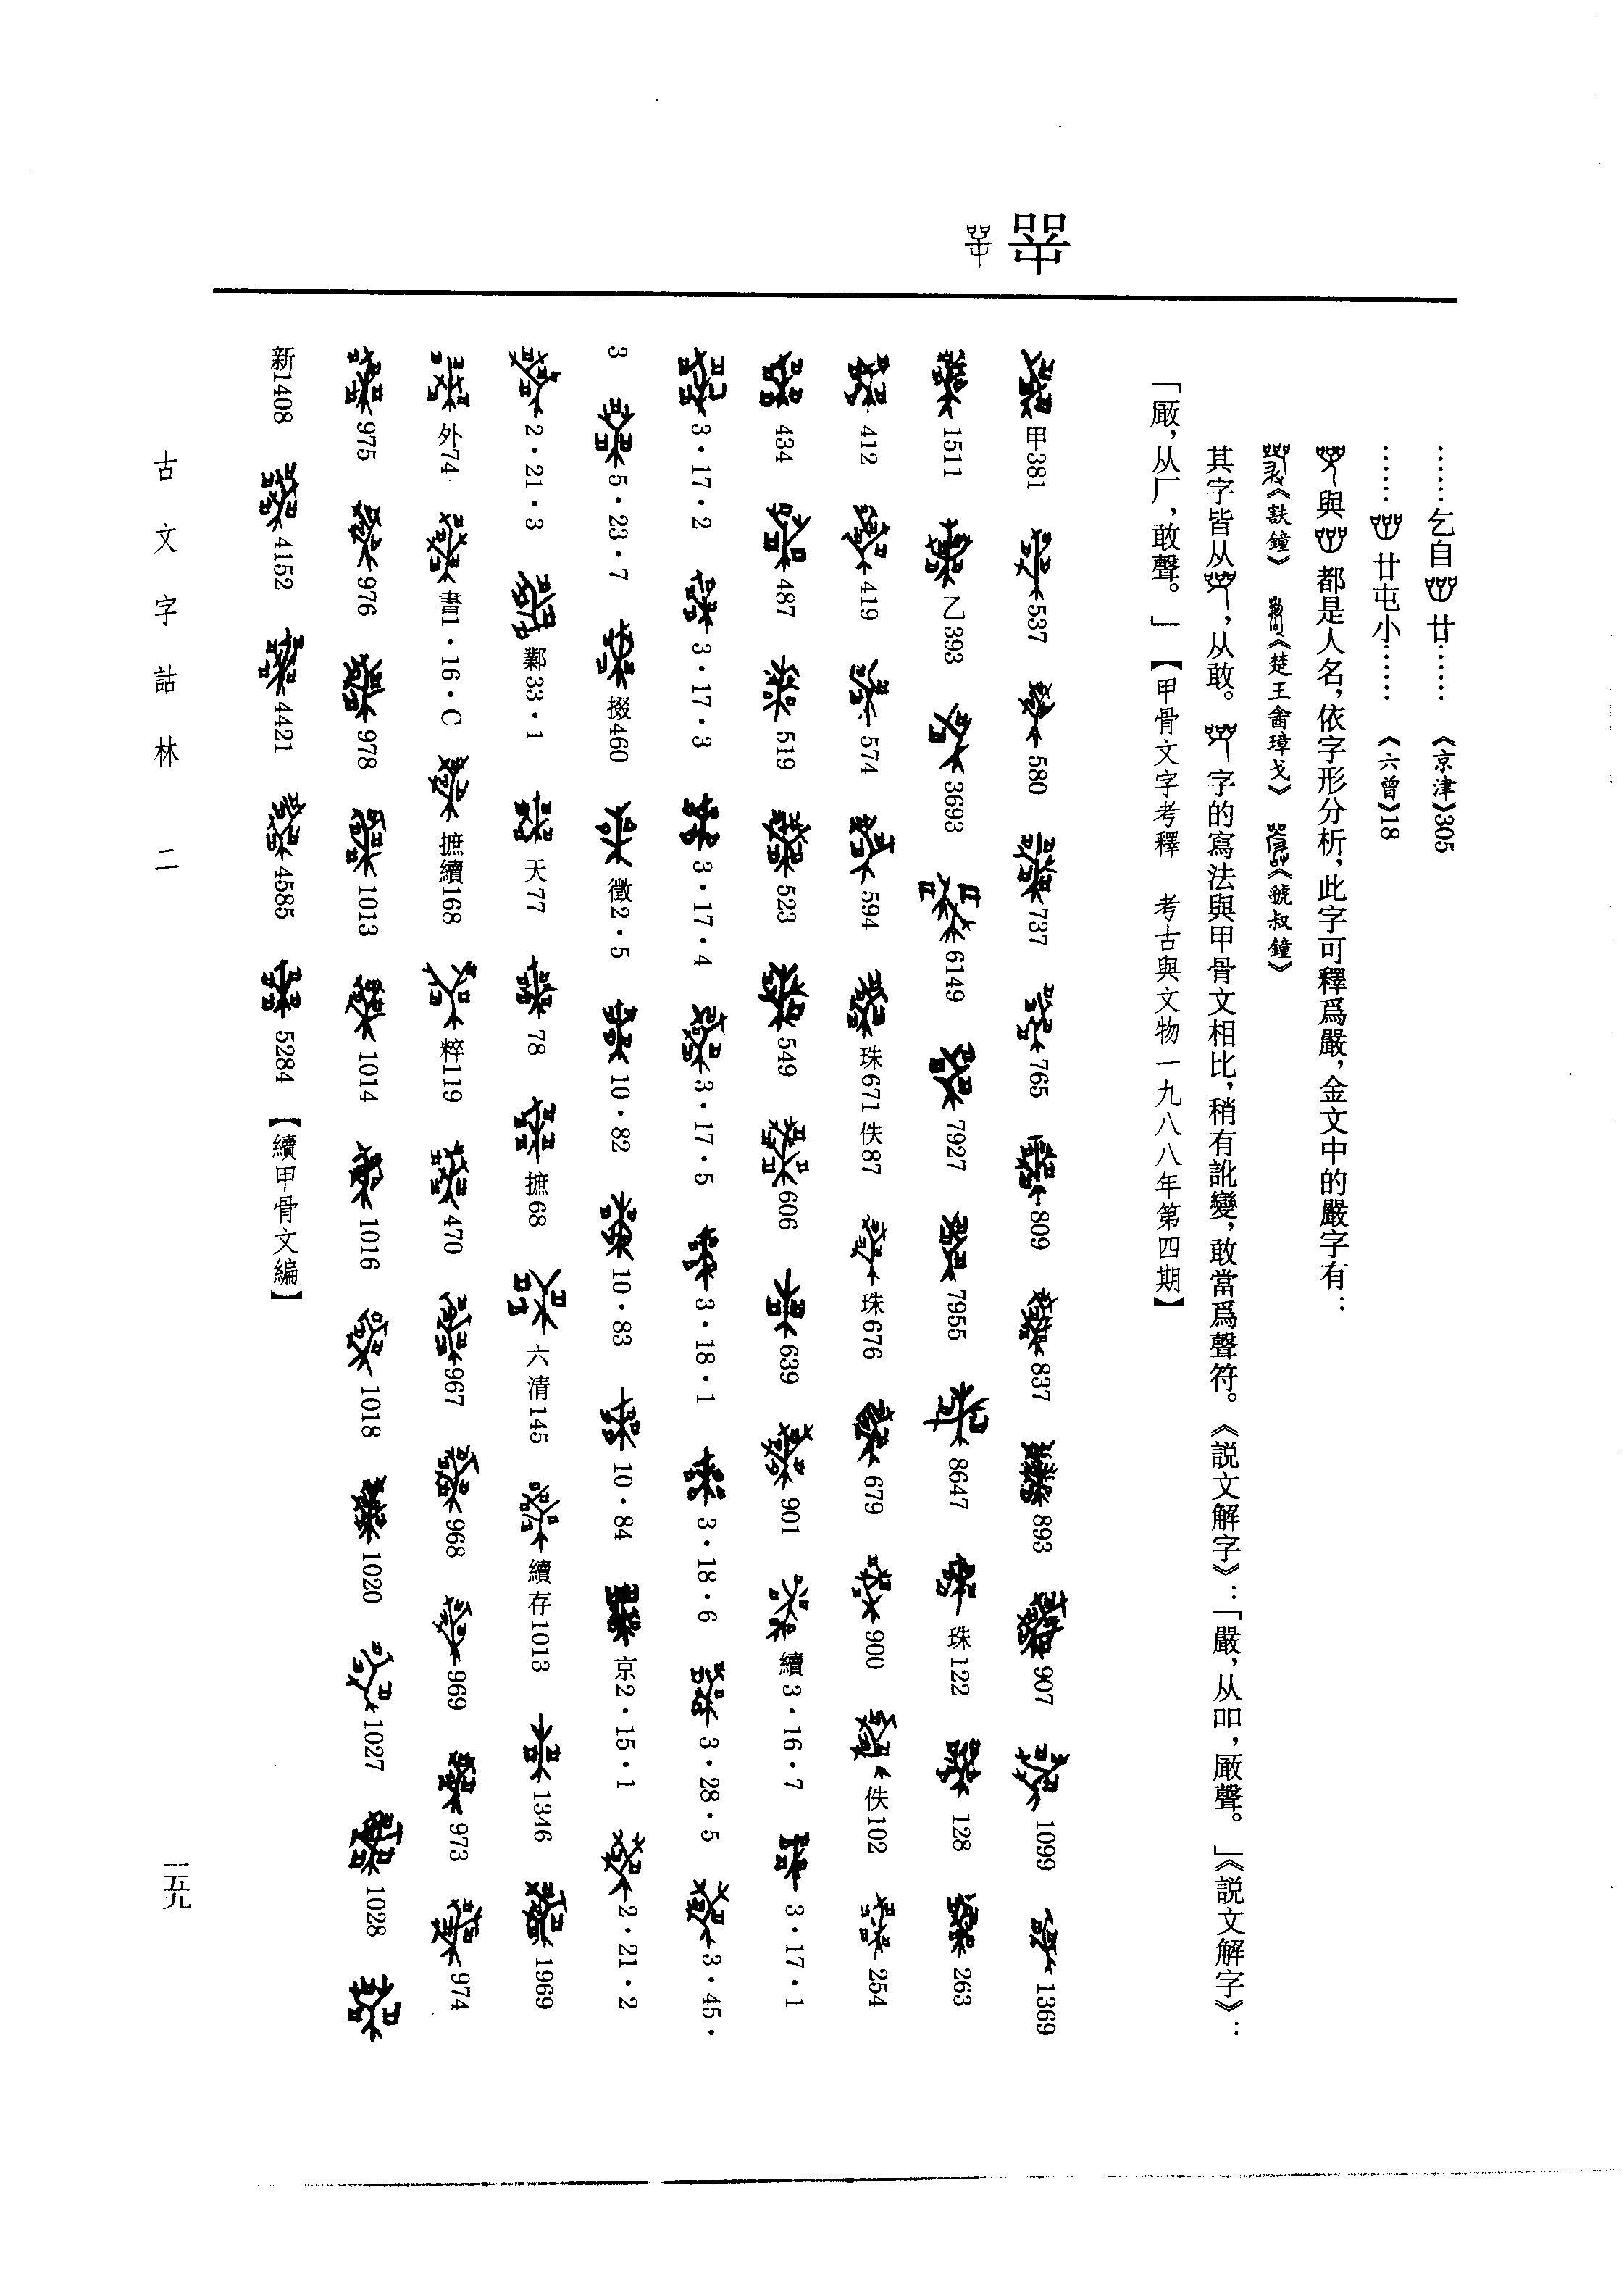 ……乞自廿…… 《京津》305
……廿屯小…… 《六曾》18
與都是人名，依字形分析，此字可釋爲嚴，金文中的嚴字有：
《㝬鐘》 《楚王酓璋戈》 《虢叔鐘》
其字皆从，从敢。字的寫法與甲骨文相比，稍有訛變，敢當爲聲符。《説文解字》：「嚴，从吅，厰聲。」《説文解字》：
「厰，从厂，敢聲。」【甲骨文字考釋 考古與文物一九八八年第四期】
甲381 537 580 737 765 809 837 893 907 1099 1369
1511 乙393 3693 6149 7927 7955 8647 珠122 128 263
412 419 574 594 珠671 佚87 珠676 679 900 佚102 254
434 487 519 523 549 606 639 901 續3·16·7 3·17·1
3·17·2 3·17·3 3·17·4 3·17·5 3·18·1 3·18·6 3·28·5 3·45·
3 5·23·7 掇460 徵2·5 10·82 10·83 10·84 京2·15·1 2·21·2
2·21·3 鄴33·1 天77 78 摭68 六清145 續存1013 1346 1969
外74 書1·16·C 摭續168 粹119 470 967 968 969 973 974
975 976 978 1013 1014 1016 1018 1020 1027 1028
新1408 4152 4421 4585 5284 【續甲骨文編】
古文字詁林 二
一五九